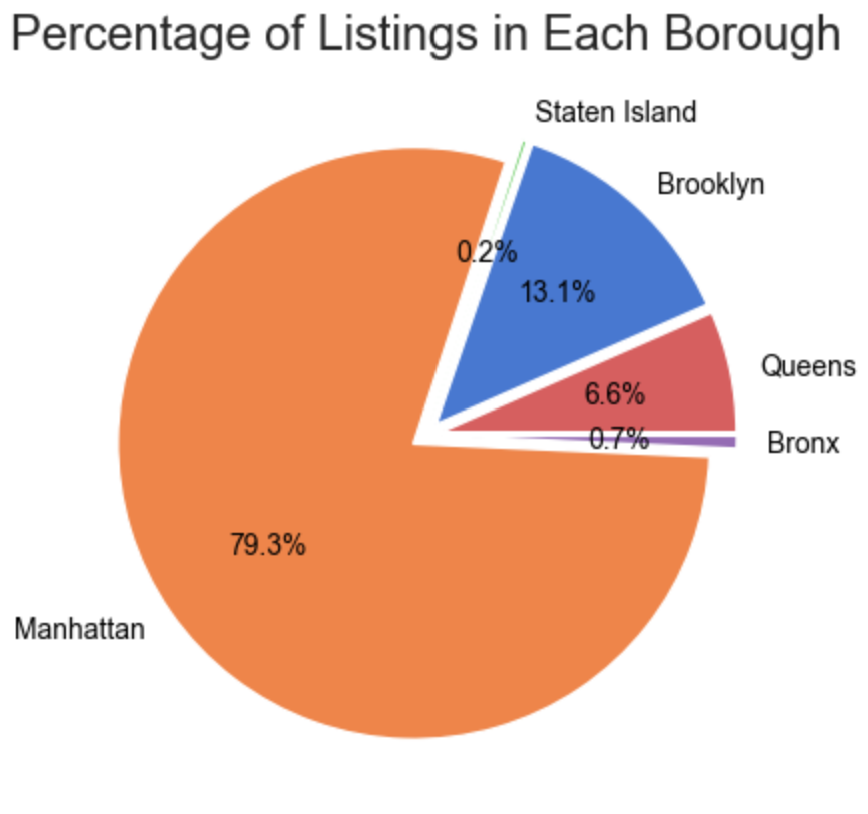 Percentage of Listings in Each Borough
Staten Island
Brooklyn
0.2%
13.1%
Queens
6.6%
0.7%
Bronx
79.3%
Manhattan